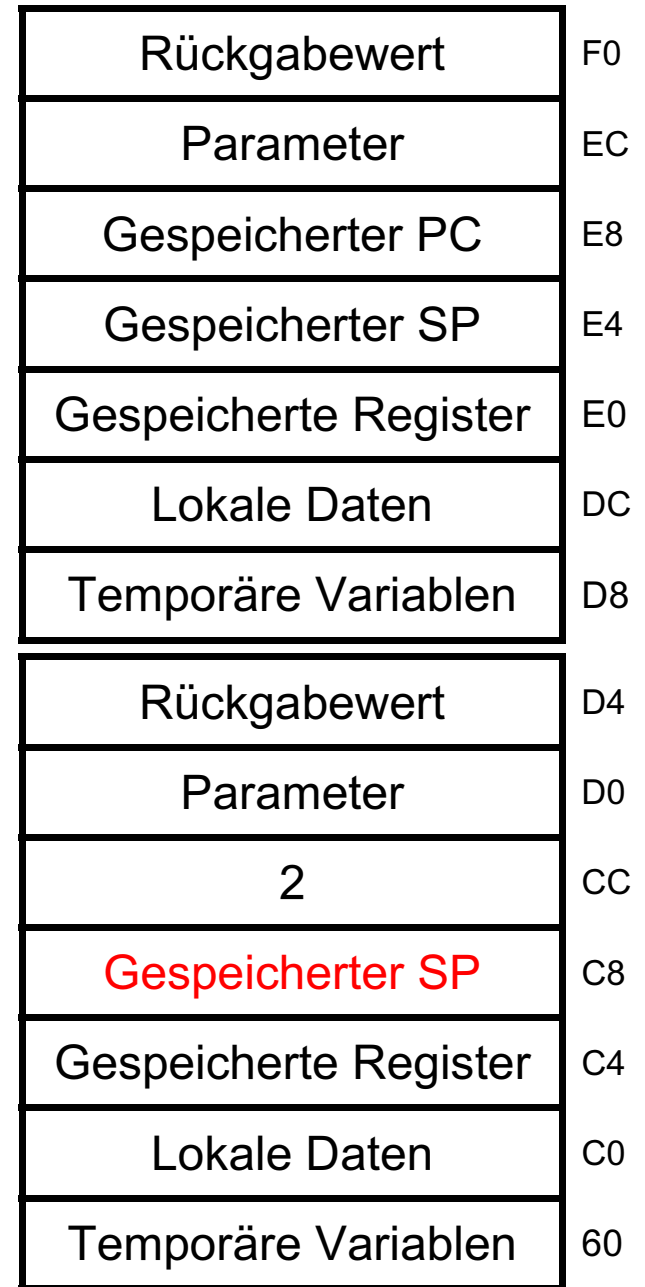 Rückgabewert F0
Parameter EC
Gespeicherter PC E8
Gespeicherter SP E4
Gespeicherte Register E0
Lokale Daten DC
Temporäre Variablen D8
Rückgabewert D4
Parameter D0
2 CC
Gespeicherter SP C8
Gespeicherte Register C4
Lokale Daten C0
Temporäre Variablen 60